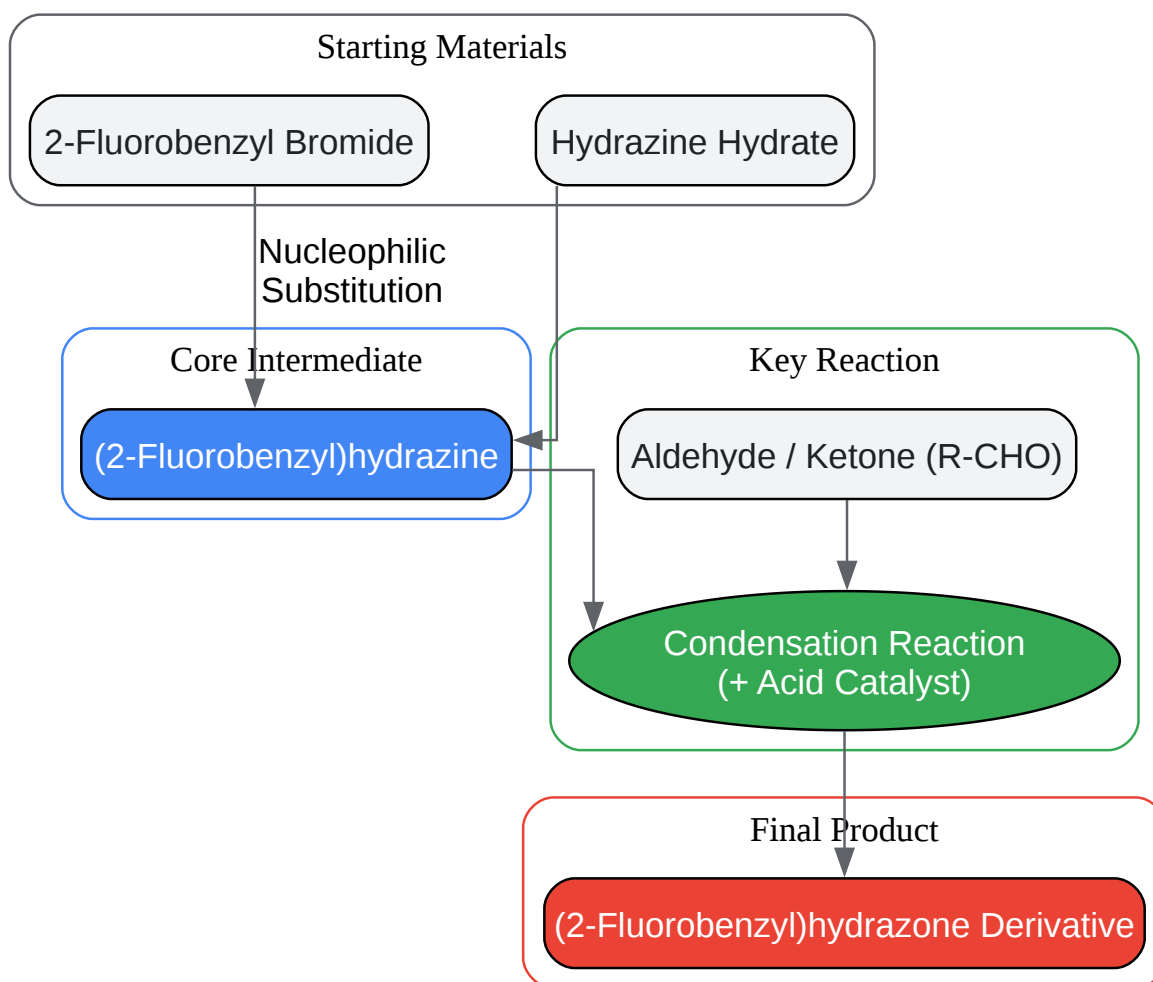 Starting Materials
2-Fluorobenzyl Bromide
Hydrazine Hydrate
Nucleophilic
Substitution
Core Intermediate
(2-Fluorobenzyl)hydrazine
Key Reaction
Aldehyde / Ketone (R-CHO)
Condensation Reaction
(+ Acid Catalyst)
Final Product
(2-Fluorobenzyl)hydrazone Derivative